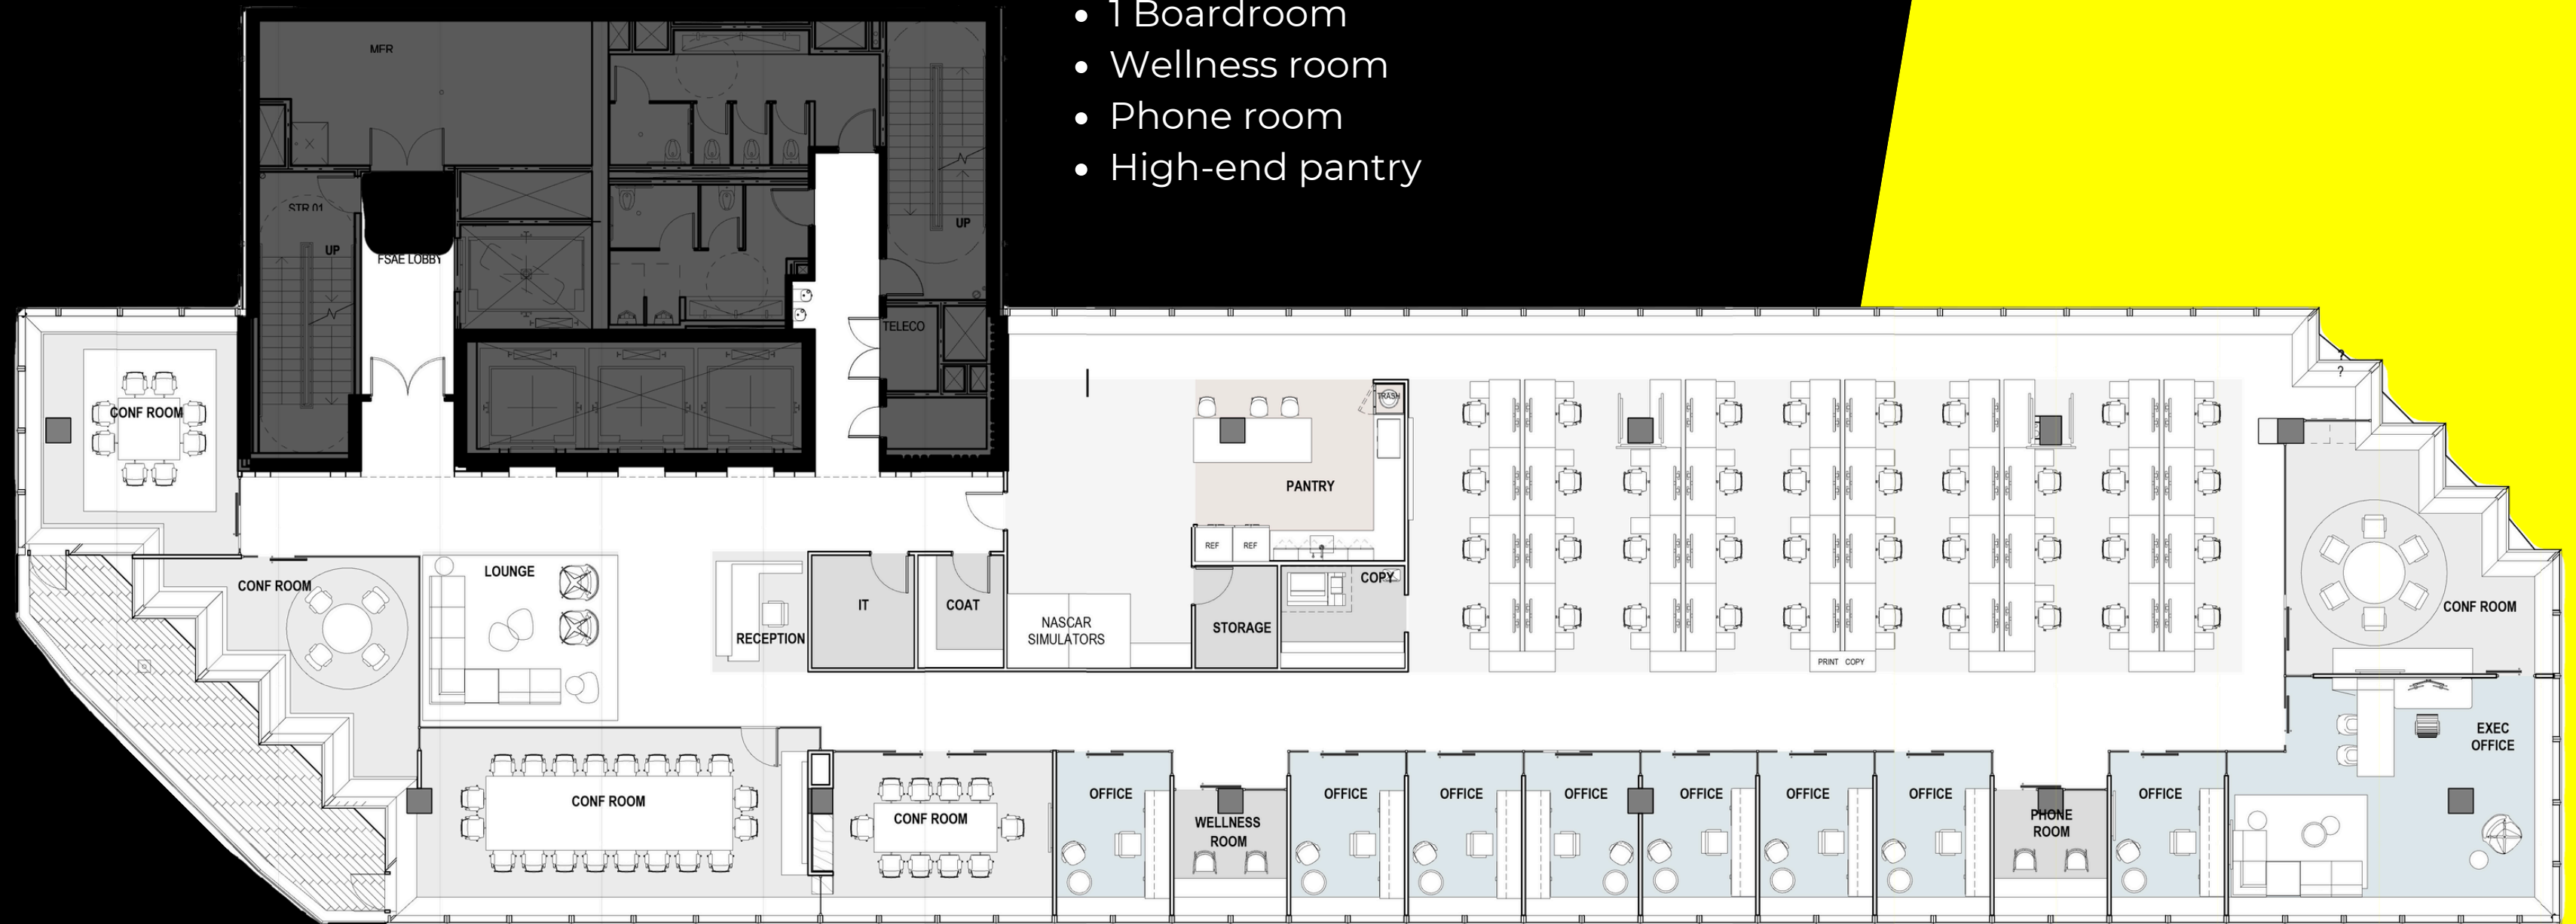 • 1 Boardroom
• Wellness room
• Phone room
• High-end pantry
MER
STR 01
UP
FSAE LOBBY
UP
TELECO
?
?
CONF ROOM
TRASH
PANTRY
REF
REF
CONF ROOM
LOUNGE
RECEPTION
IT
COAT
NASCAR
SIMULATORS
STORAGE
COPY
PRINT COPY
CONF ROOM
CONF ROOM
CONF ROOM
OFFICE
WELLNESS
ROOM
OFFICE
OFFICE
OFFICE
OFFICE
OFFICE
OFFICE
PHONE
ROOM
OFFICE
EXEC
OFFICE